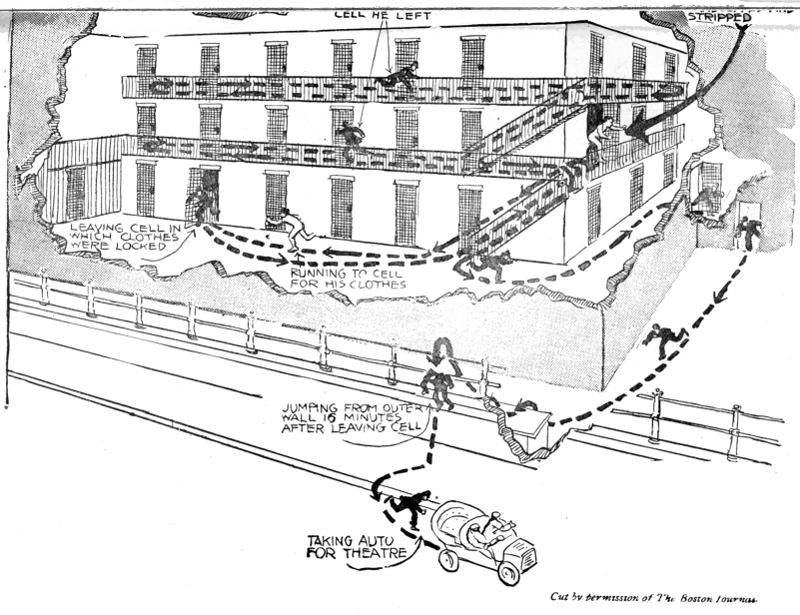 CELL HE LEFT
STRIPPED
LEAVING CELL IN
WHICH CLOTHES
WERE LOCKED
RUNNING TO CELL
FOR HIS CLOTHES
JUMPING FROM OUTER
WALL 16 MINUTES
AFTER LEAVING CELL
TAKING AUTO
FOR THEATRE
Cut by permission of The Boston Journal.